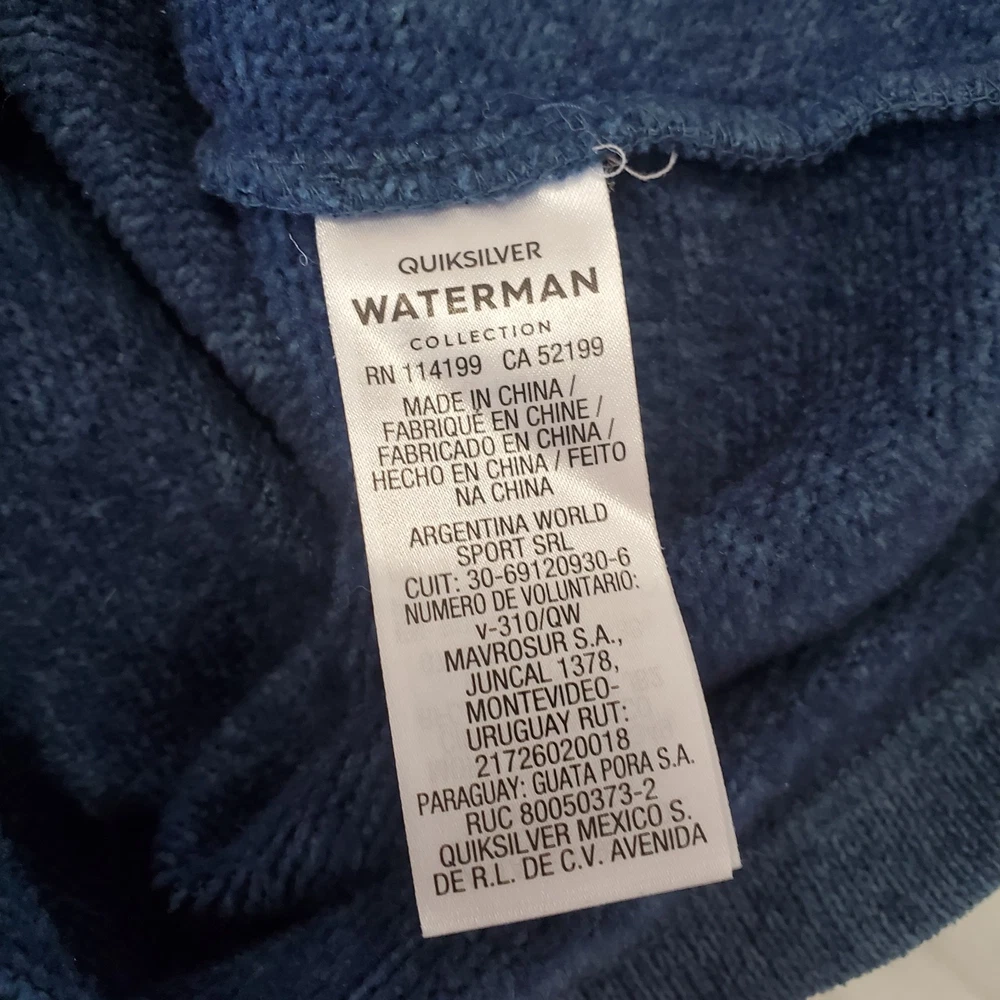 QUIKSILVER
WATERMAN
COLLECTION
RN 114199 CA 52199
MADE IN CHINA /
FABRIQUÉ EN CHINE /
FABRICADO EN CHINA /
HECHO EN CHINA / FEITO
NA CHINA
ARGENTINA WORLD
SPORT SRL
CUIT: 30-69120930-6
NUMERO DE VOLUNTARIO:
v-310/QW
MAVROSUR S.A.,
JUNCAL 1378,
MONTEVIDEO-
URUGUAY RUT:
21726020018
PARAGUAY: GUATA PORA S.A.
RUC 80050373-2
QUIKSILVER MEXICO S.
DE R.L. DE C.V. AVENIDA